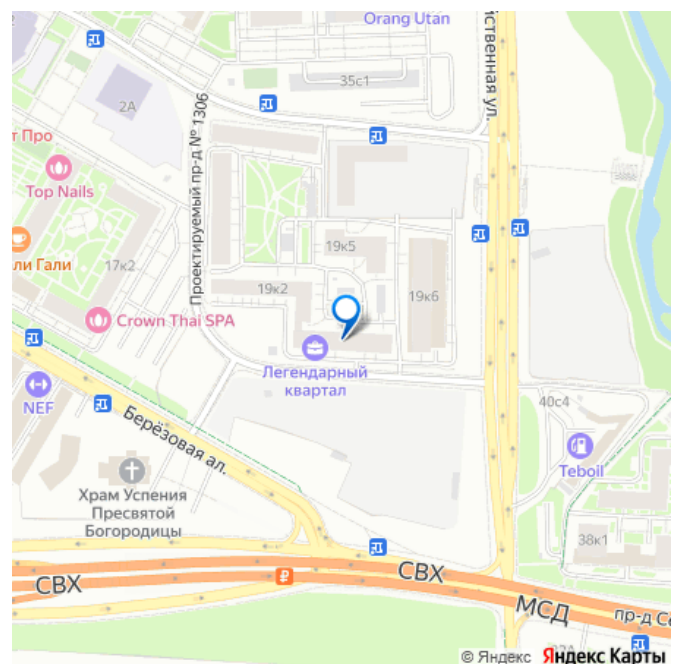 Orang Utan
йственная ул.
35с1
2А
Проектируемый пр-д № 1306
т Про
Top Nails
ли Гали
17к2
19к5
19к2
19к6
Crown Thai SPA
Легендарный
квартал
NEF
Берёзовая ал.
40с4
Teboil
Храм Успения
Пресвятой
Богородицы
38к1
СВХ
СВХ
МСД
пр-д Се
© Яндекс Яндекс Карты